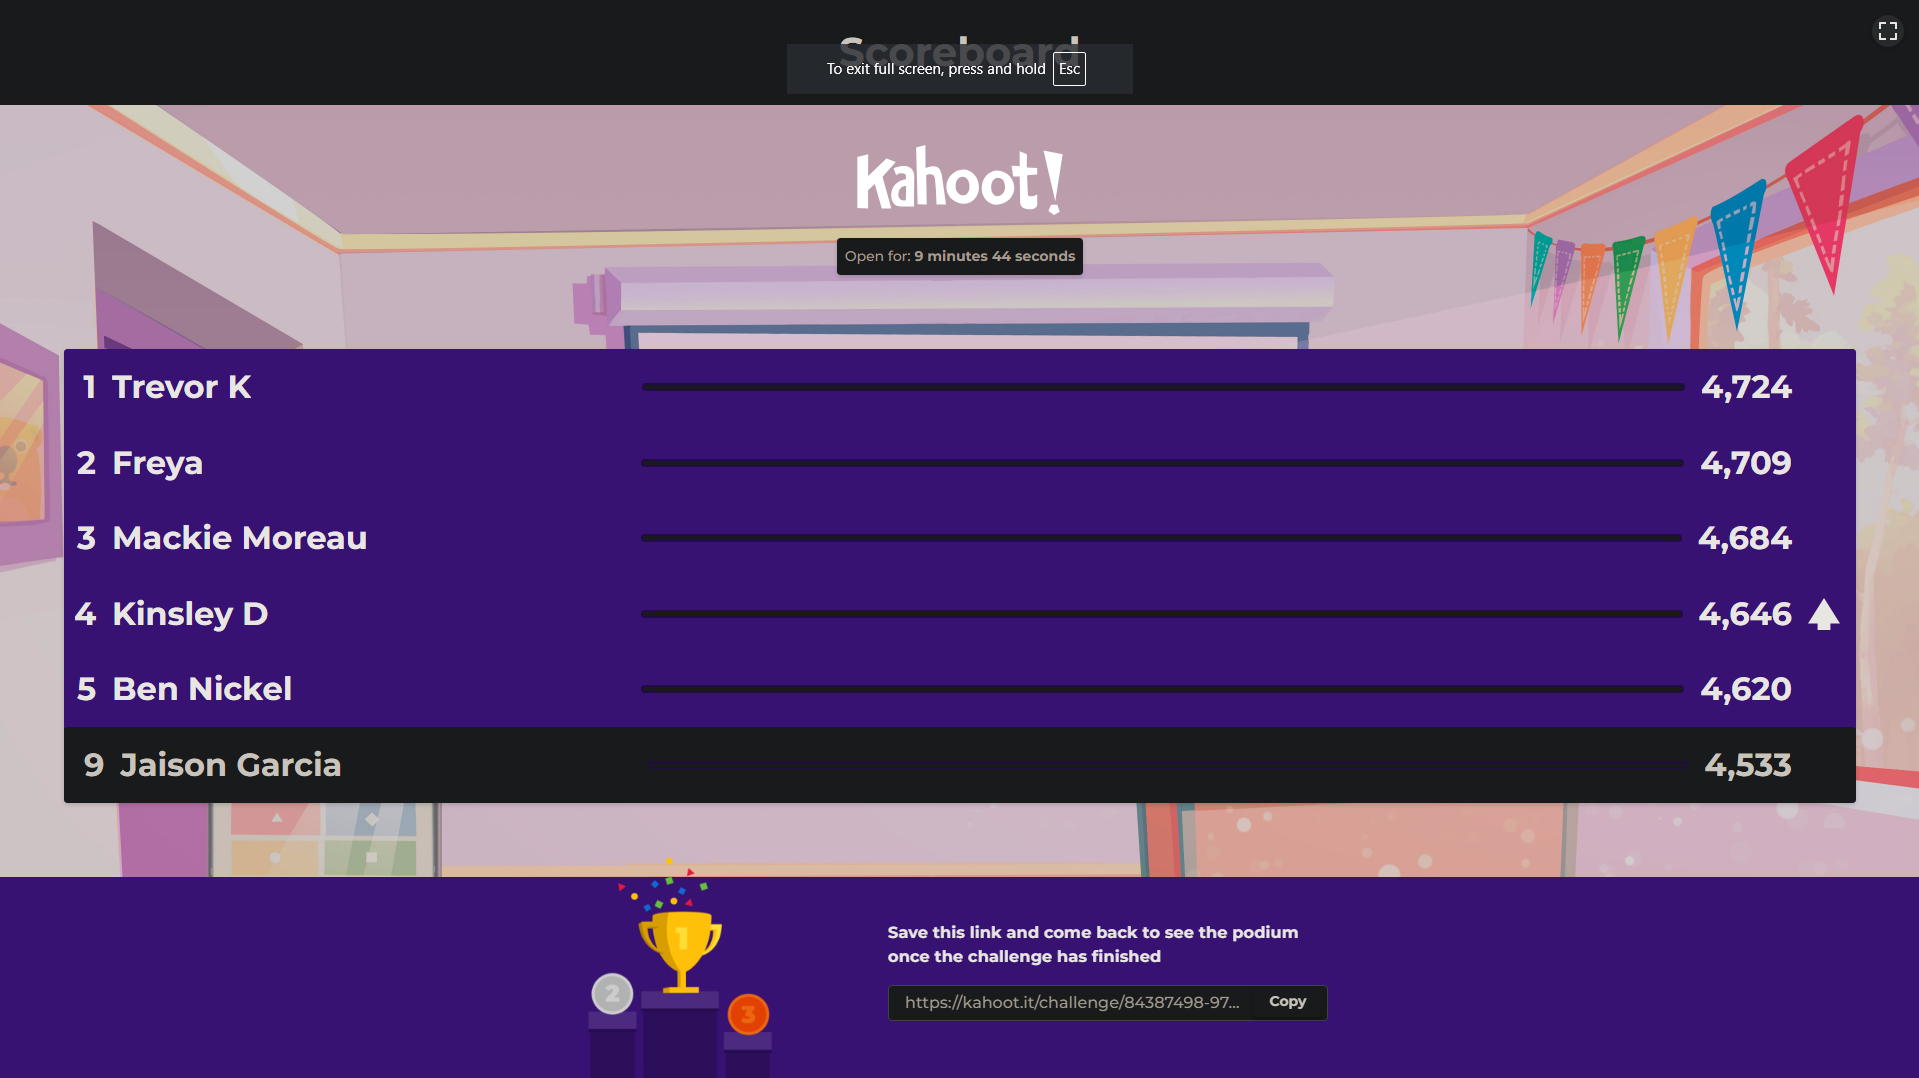 Scoreboard
To exit full screen, press and hold Esc
Kahoot!
Open for: 9 minutes 44 seconds
1 Trevor K 4,724
2 Freya 4,709
3 Mackie Moreau 4,684
4 Kinsley D 4,646
5 Ben Nickel 4,620
9 Jaison Garcia 4,533
1
2
3
Save this link and come back to see the podium
once the challenge has finished
https://kahoot.it/challenge/84387498-97... Copy